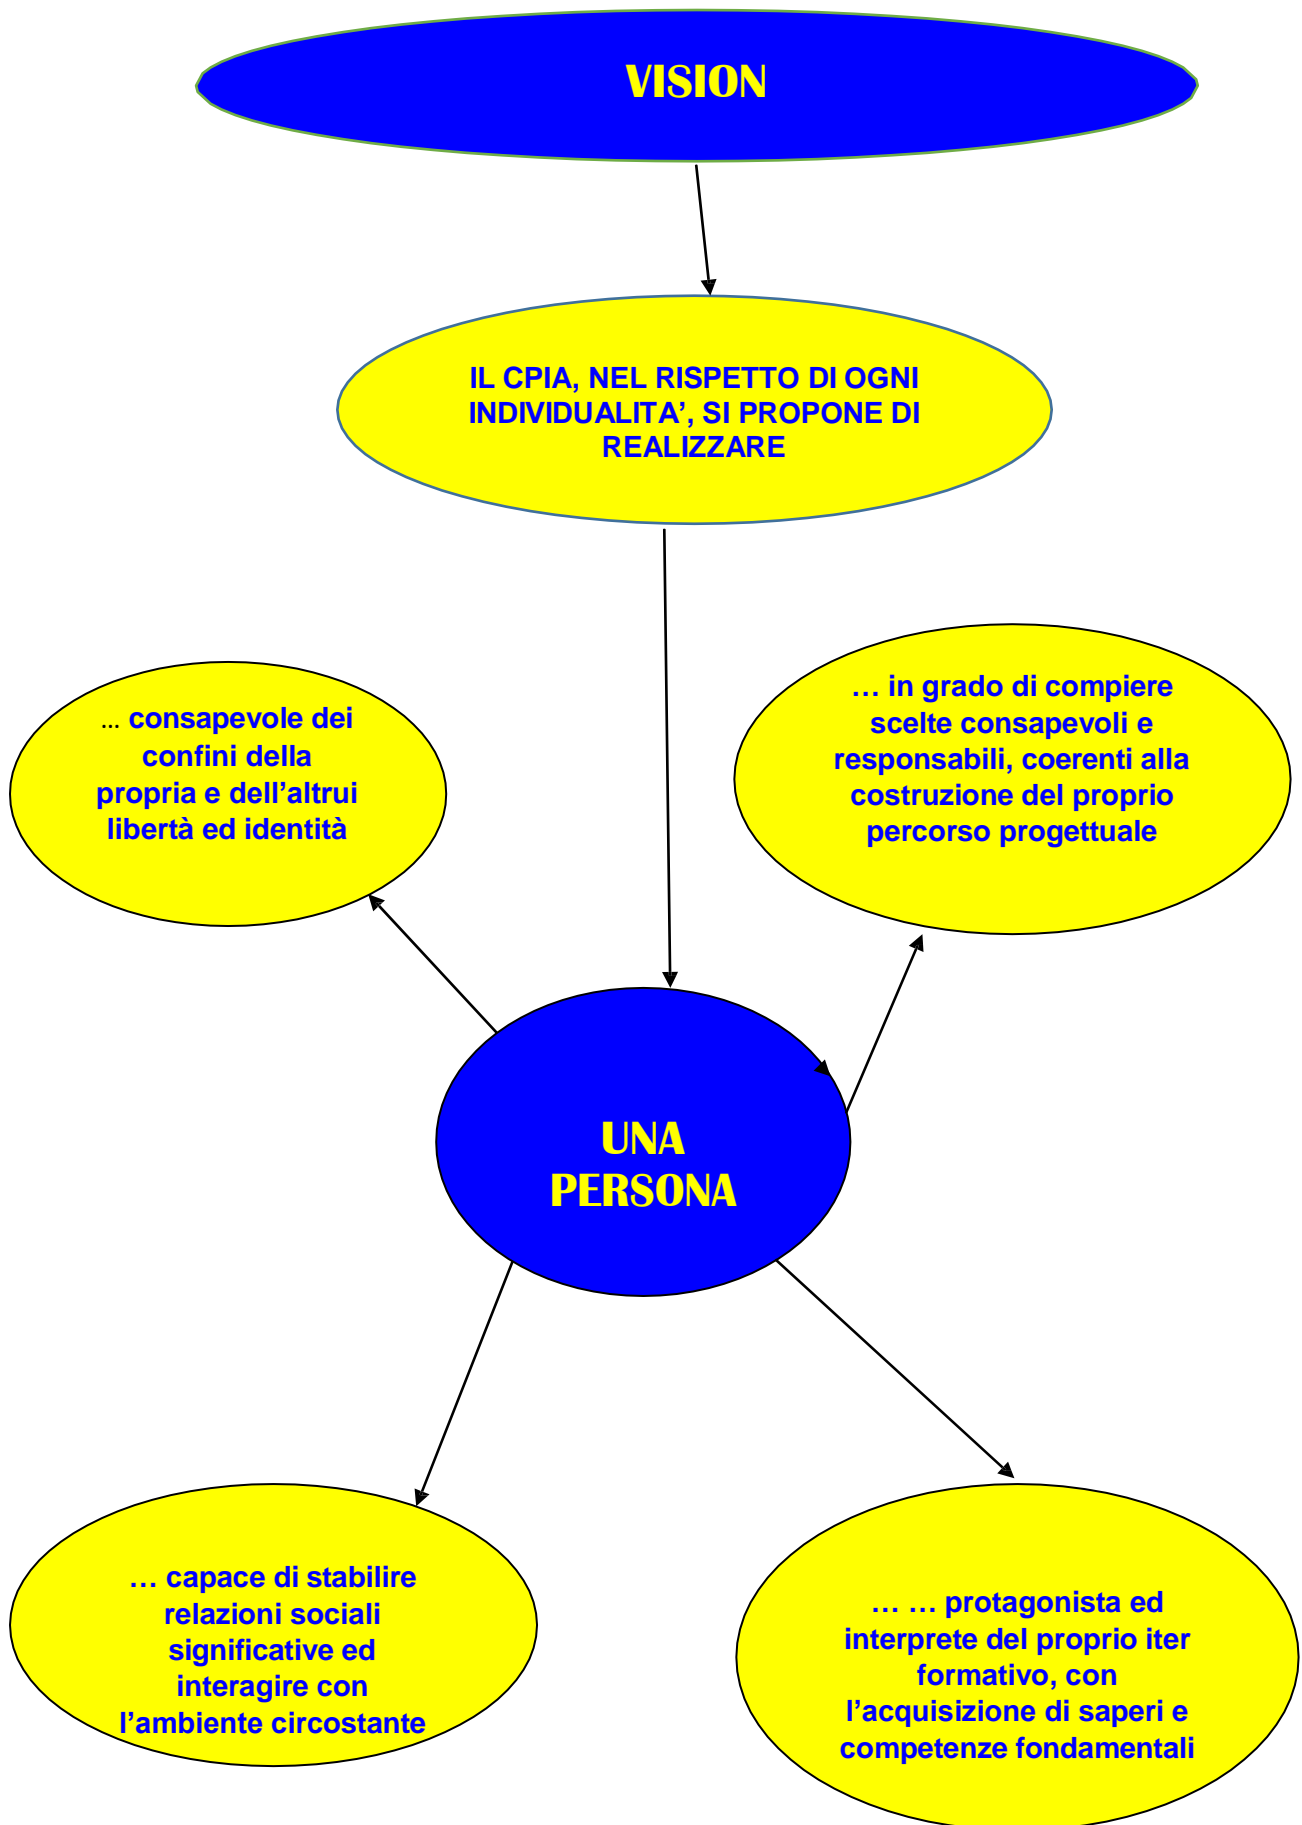 VISION
IL CPIA, NEL RISPETTO DI OGNI
INDIVIDUALITA’, SI PROPONE DI
REALIZZARE
... consapevole dei
confini della
propria e dell’altrui
libertà ed identità
… in grado di compiere
scelte consapevoli e
responsabili, coerenti alla
costruzione del proprio
percorso progettuale
UNA
PERSONA
… capace di stabilire
relazioni sociali
significative ed
interagire con
l’ambiente circostante
… … protagonista ed
interprete del proprio iter
formativo, con
l’acquisizione di saperi e
competenze fondamentali